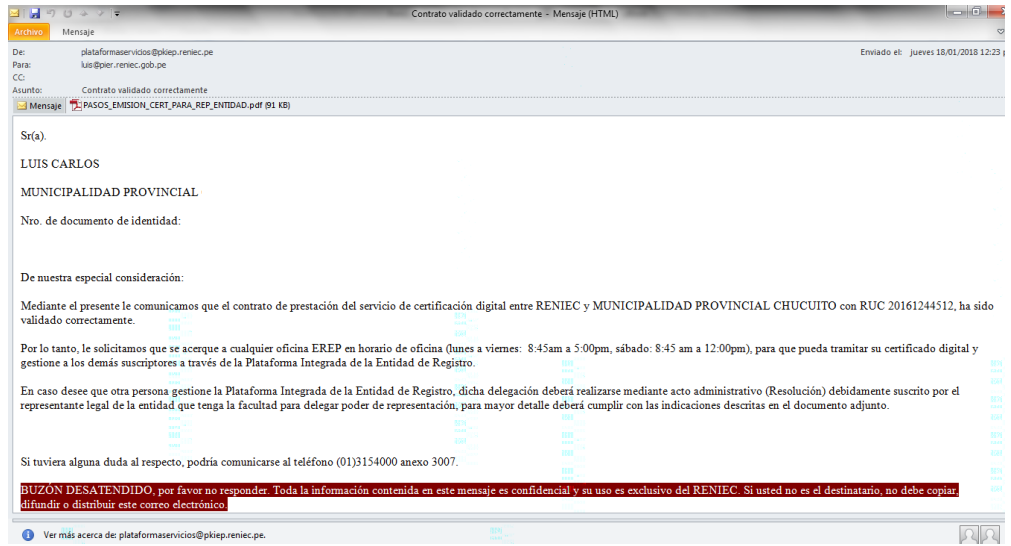 Contrato validado correctamente - Mensaje (HTML)
Archivo Mensaje
De: plataformaservicios@pkiep.reniec.pe Enviado el: jueves 18/01/2018 12:23
Para: luis@pier.reniec.gob.pe
CC:
Asunto: Contrato validado correctamente
Mensaje PASOS_EMISION_CERT_PARA_REP_ENTIDAD.pdf (91 KB)
Sr(a).
LUIS CARLOS
MUNICIPALIDAD PROVINCIAL
Nro. de documento de identidad:
De nuestra especial consideración:
Mediante el presente le comunicamos que el contrato de prestación del servicio de certificación digital entre RENIEC y MUNICIPALIDAD PROVINCIAL CHUCUITO con RUC 20161244512, ha sido
validado correctamente.
Por lo tanto, le solicitamos que se acerque a cualquier oficina EREP en horario de oficina (lunes a viernes: 8:45am a 5:00pm, sábado: 8:45 am a 12:00pm), para que pueda tramitar su certificado digital y
gestione a los demás suscriptores a través de la Plataforma Integrada de la Entidad de Registro.
En caso desee que otra persona gestione la Plataforma Integrada de la Entidad de Registro, dicha delegación deberá realizarse mediante acto administrativo (Resolución) debidamente suscrito por el
representante legal de la entidad que tenga la facultad para delegar poder de representación, para mayor detalle deberá cumplir con las indicaciones descritas en el documento adjunto.
Si tuviera alguna duda al respecto, podría comunicarse al teléfono (01)3154000 anexo 3007.
BUZÓN DESATENDIDO, por favor no responder. Toda la información contenida en este mensaje es confidencial y su uso es exclusivo del RENIEC. Si usted no es el destinatario, no debe copiar,
difundir o distribuir este correo electrónico.
Ver más acerca de: plataformaservicios@pkiep.reniec.pe.